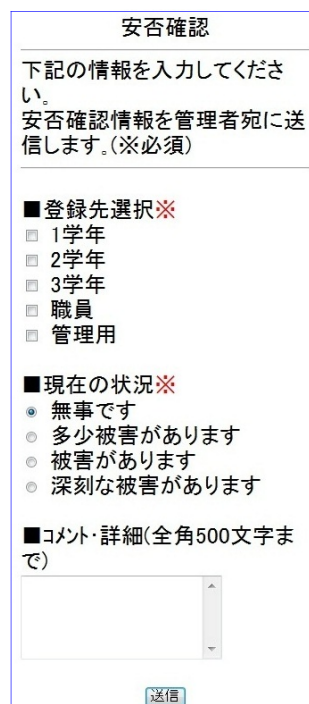 安否確認
下記の情報を入力してくださ
い。
安否確認情報を管理者宛に送
信します。(※必須)
■登録先選択※
1学年
2学年
3学年
職員
管理用
■現在の状況※
無事です
多少被害があります
被害があります
深刻な被害があります
■ｺﾒﾝﾄ･詳細(全角500文字ま
で)
送信